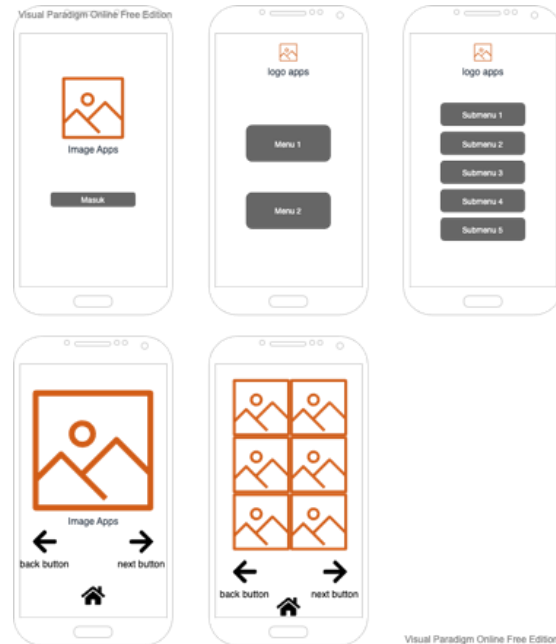 Visual Paradigm Online Free Edition
Image Apps
Masuk
logo apps
Menu 1
Menu 2
logo apps
Submenu 1
Submenu 2
Submenu 3
Submenu 4
Submenu 5
Image Apps
back button
next button
back button
next button
Visual Paradigm Online Free Edition